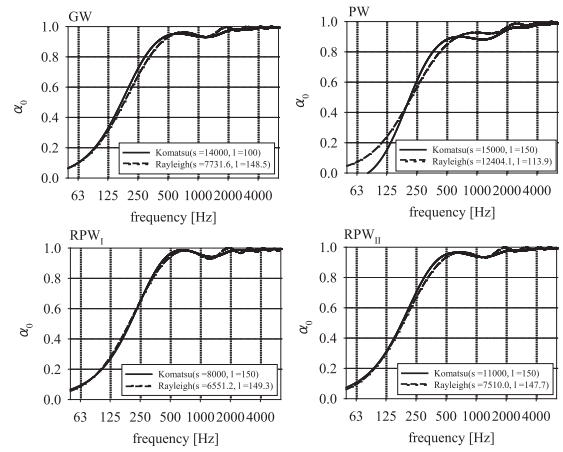 GW
1.0
0.8
0.6
0.4
0.2
0.0
α0
Komatsu(s =14000, l =100)
Rayleigh(s =7731.6, l =148.5)
63 125 250 500 1000 2000 4000
frequency [Hz]
PW
1.0
0.8
0.6
0.4
0.2
0.0
α0
Komatsu(s =15000, l =150)
Rayleigh(s =12404.1, l =113.9)
63 125 250 500 1000 2000 4000
frequency [Hz]
RPWI
1.0
0.8
0.6
0.4
0.2
0.0
α0
Komatsu(s =8000, l =150)
Rayleigh(s =6551.2, l =149.3)
63 125 250 500 1000 2000 4000
frequency [Hz]
RPWII
1.0
0.8
0.6
0.4
0.2
0.0
α0
Komatsu(s =11000, l =150)
Rayleigh(s =7510.0, l =147.7)
63 125 250 500 1000 2000 4000
frequency [Hz]